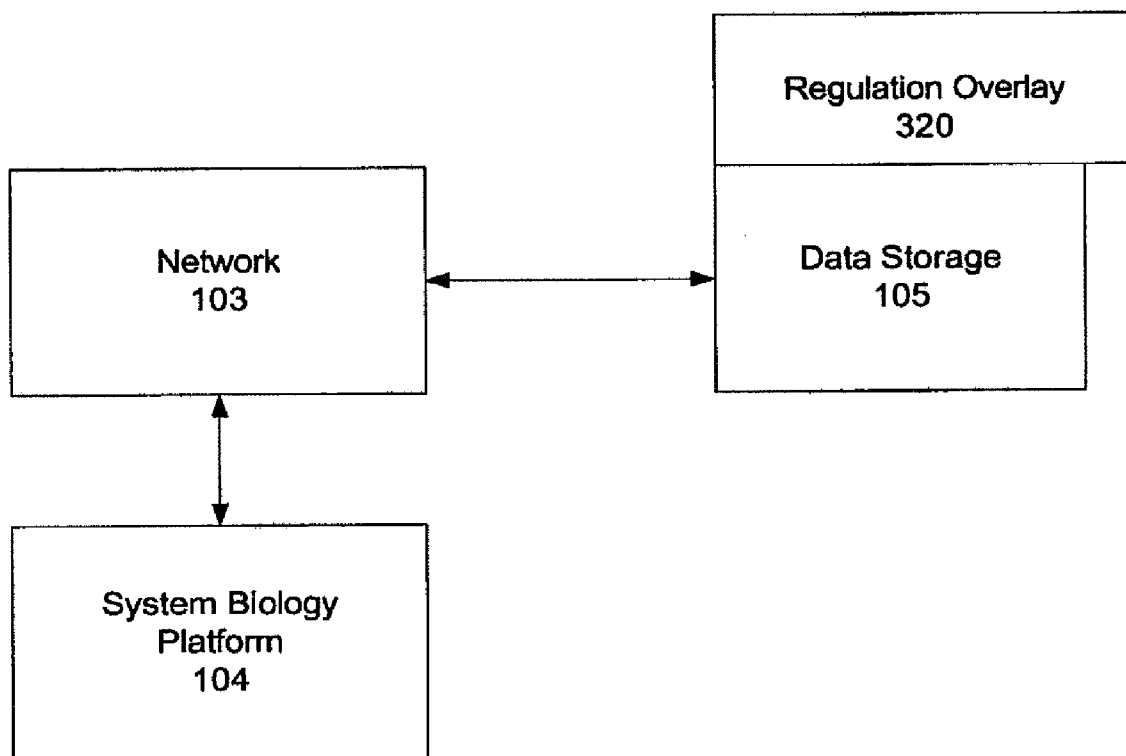 Regulation Overlay
320
Network
103
Data Storage
105
System Biology
Platform
104